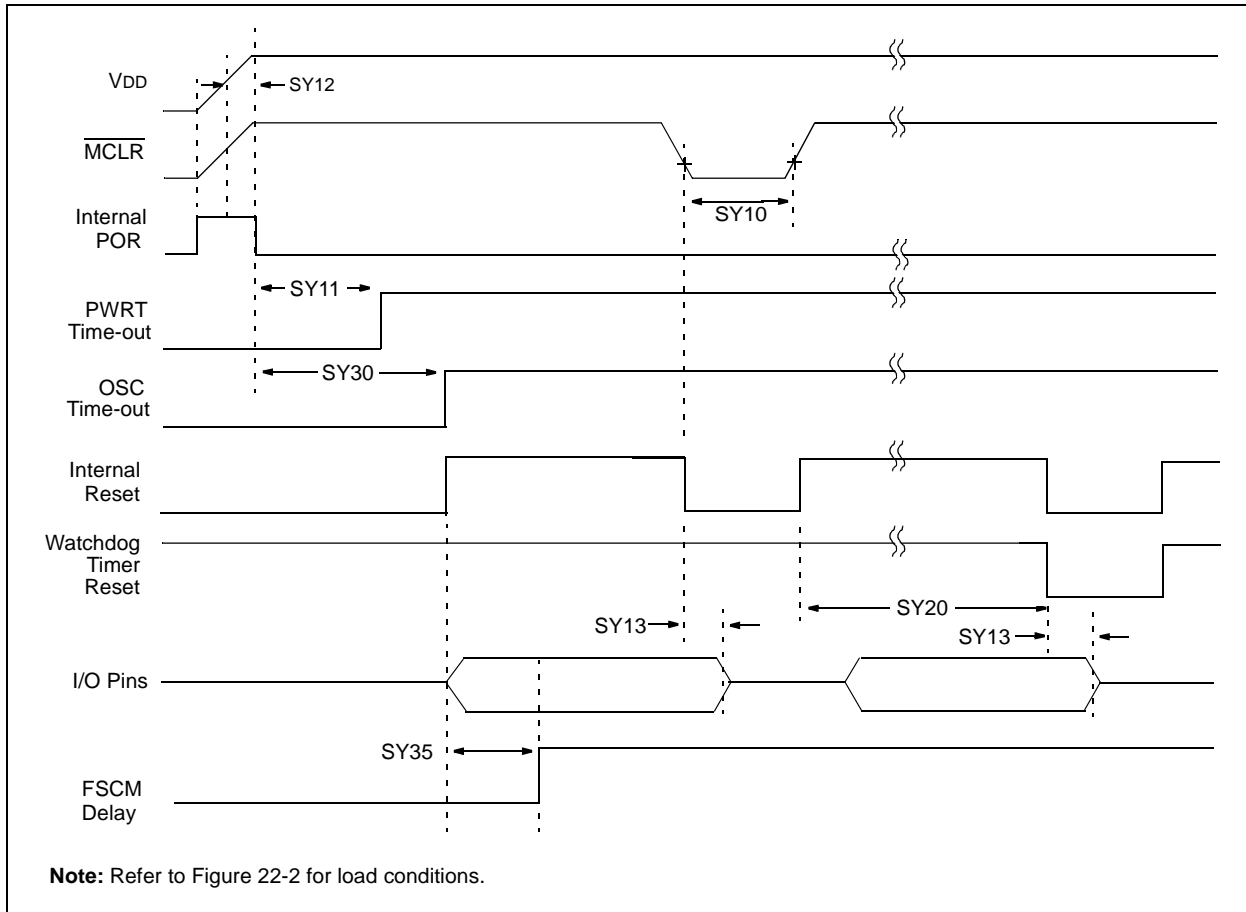 VDD
SY12
MCLR
SY10
Internal
POR
SY11
PWRT
Time-out
SY30
OSC
Time-out
Internal
Reset
Watchdog
Timer
Reset
SY20
SY13
SY13
I/O Pins
SY35
FSCM
Delay
Note: Refer to Figure 22-2 for load conditions.